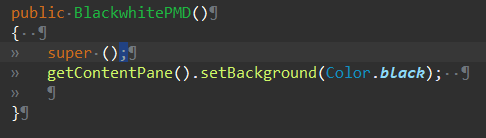 public BlackwhitePMD()¶
{ ¶
» super ();¶
» getContentPane().setBackground(Color.black); ¶
» ¶
}¶